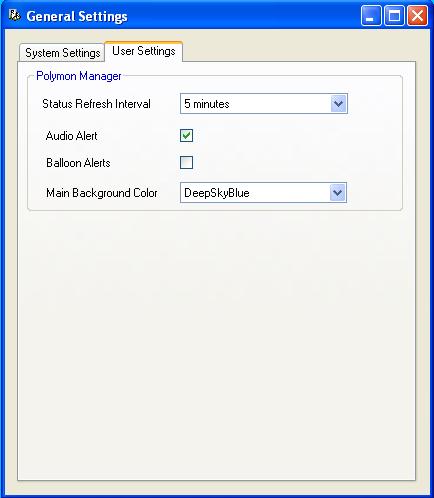 General Settings
System Settings
User Settings
Polymon Manager
Status Refresh Interval
5 minutes
Audio Alert
Balloon Alerts
Main Background Color
DeepSkyBlue